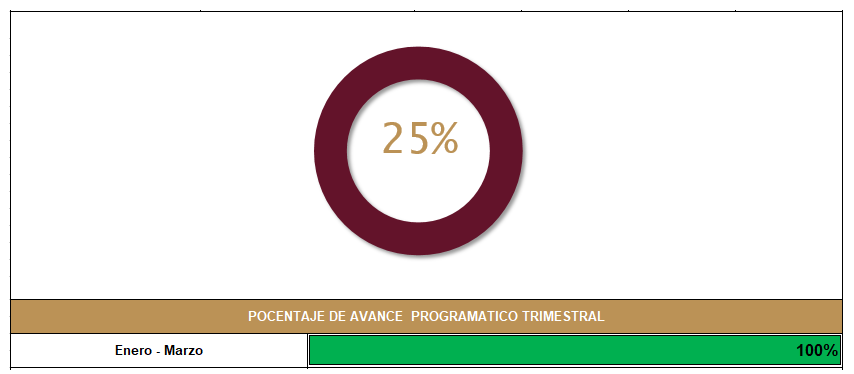 25%
POCENTAJE DE AVANCE  PROGRAMATICO TRIMESTRAL
Enero - Marzo 100%